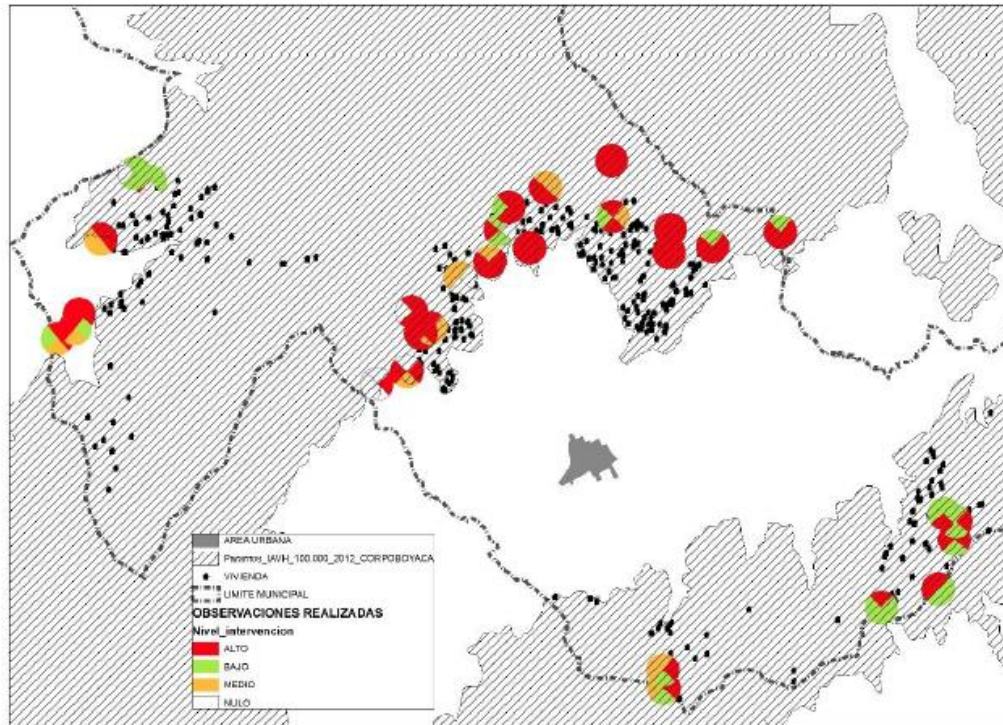 AREA URBANA
Paramos_IAVH_100.000_2012_CORPOBOYACA
VIVIENDA
LIMITE MUNICIPAL
OBSERVACIONES REALIZADAS
Nivel_intervencion
ALTO
BAJO
MEDIO
NULO